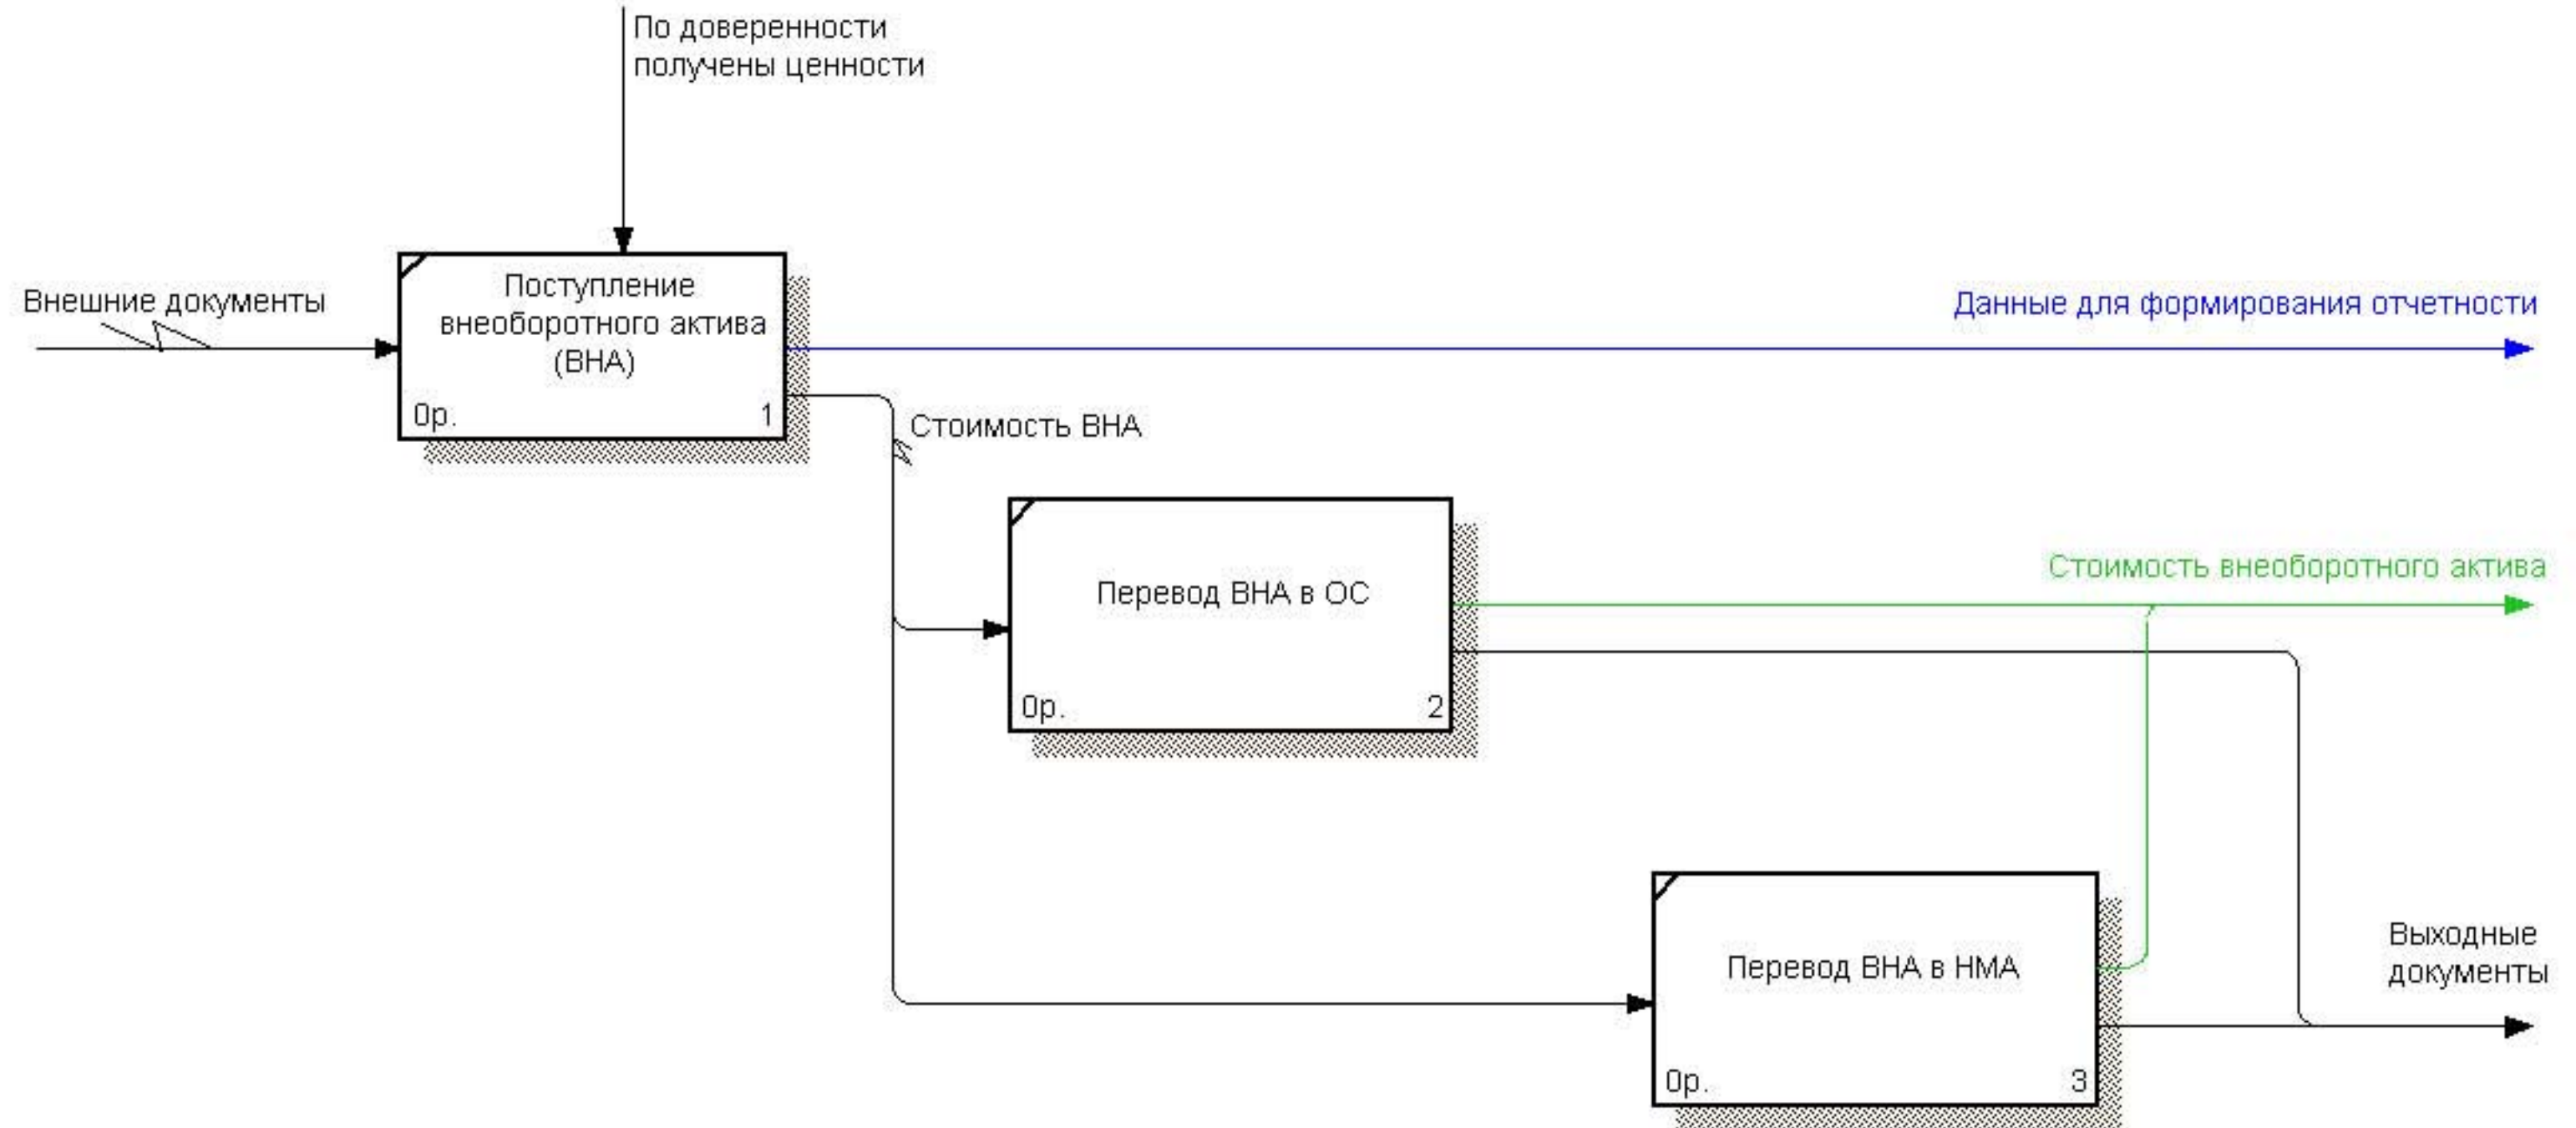 По доверенности
получены ценности
Внешние документы
Поступление
внеоборотного актива
(ВНА)
0р.
1
Данные для формирования отчетности
Стоимость ВНА
Перевод ВНА в ОС
0р.
2
Стоимость внеоборотного актива
Перевод ВНА в НМА
0р.
3
Выходные
документы